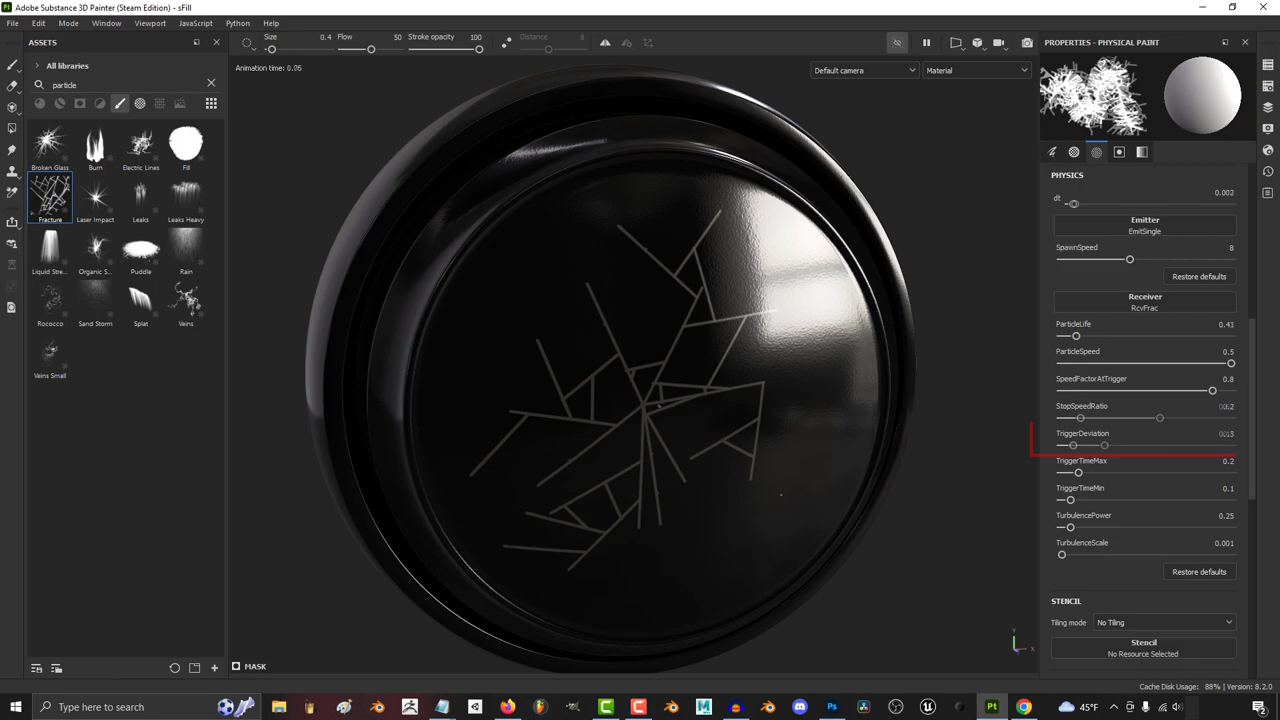 Pt Adobe Substance 3D Painter (Steam Edition) - sFill
File Edit Mode Window Viewport JavaScript Python Help
ASSETS
All libraries
particle
Broken Glass Burn Electric Lines Fill
Fracture Laser Impact Leaks Leaks Heavy
Liquid Stre... Organic S... Puddle Rain
Rococco Sand Storm Splat Veins
Veins Small
Size 0.4 Flow 50 Stroke opacity 100 Distance 8
Animation time: 0.05
Default camera Material
MASK
PROPERTIES - PHYSICAL PAINT
PHYSICS
dt 0.002
Emitter
EmitSingle
SpawnSpeed 8
Restore defaults
Receiver
RcvFrac
ParticleLife 0.41
ParticleSpeed 0.5
SpeedFactorAtTrigger 0.8
StopSpeedRatio
TriggerDeviation
TriggerTimeMax 0.2
TriggerTimeMin 0.1
TurbulencePower 0.25
TurbulenceScale 0.001
Restore defaults
STENCIL
Tiling mode No Tiling
Stencil
No Resource Selected
Y
X
Cache Disk Usage: 88% | Version: 8.2.0
Type here to search
Ps
Pt
45°F
2